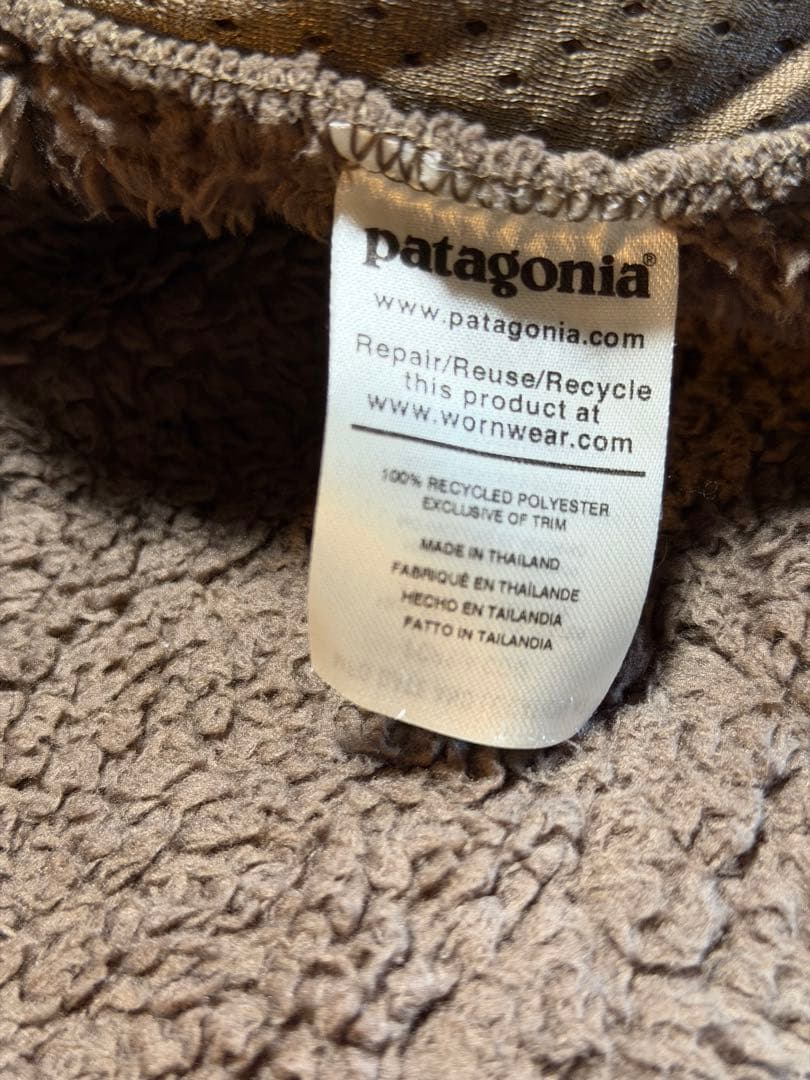 patagonia®
www.patagonia.com
Repair/Reuse/Recycle
this product at
www.wornwear.com
100% RECYCLED POLYESTER
EXCLUSIVE OF TRIM
MADE IN THAILAND
FABRIQUÉ EN THAÏLANDE
HECHO EN TAILANDIA
FATTO IN TAILANDIA